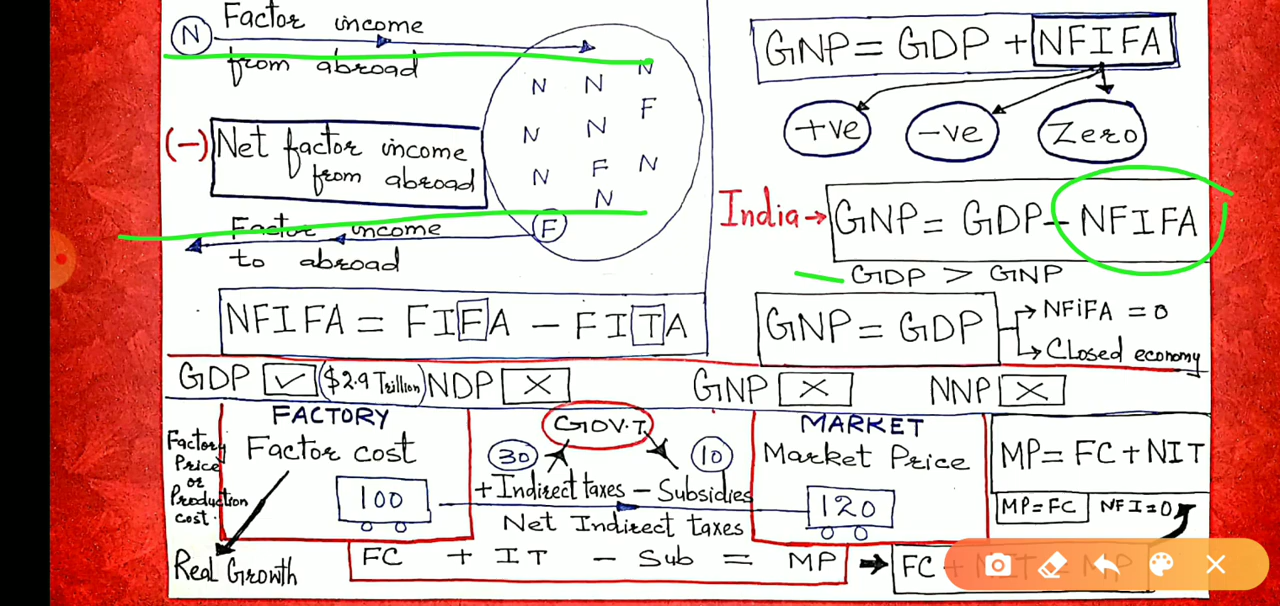 N Factor income
from abroad
N
N N
F
N N
F N
N
N
F
(-) Net factor income
from abroad
Factor income
to abroad
NFIFA = FIFA - FITA
GNP = GDP + NFIFA
+ve -ve Zero
India → GNP = GDP - NFIFA
GDP > GNP
GNP = GDP
→ NFiFA = 0
→ Closed economy
GDP ✓ ($2.9 Trillion) NDP X GNP X NNP X
FACTORY
Factor cost
Factory
Price
or
Production
cost.
100
Real Growth
GOV.T
30 10
+ Indirect taxes - Subsidies
Net Indirect taxes
MARKET
Market Price
120
MP = FC + NIT
MP = FC NFI = 0
FC + IT - Sub = MP → FC + NIT = MP